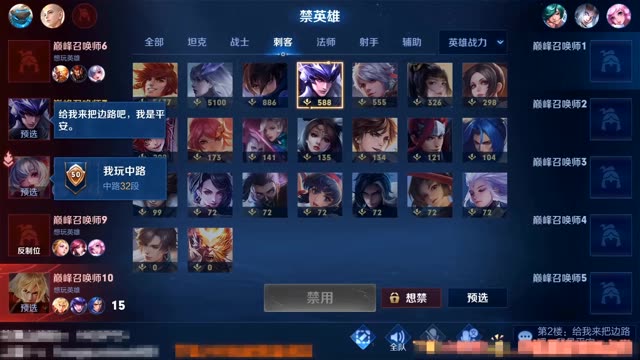 禁英雄
全部 坦克 战士 刺客 法师 射手 辅助 英雄战力
巅峰召唤师6
想玩英雄
预选
给我来把边路吧,我是平
安。
预选
50
我玩中路
中路32段
巅峰召唤师9
想玩英雄
反制位
巅峰召唤师10
想玩英雄
预选
15
5100 886 588 555 326 298
173 141 135 134 121 104
99 72 72 72 72 72 72
0 0
巅峰召唤师1
巅峰召唤师2
巅峰召唤师3
巅峰召唤师4
巅峰召唤师5
禁用
想禁
预选
全队
第2楼:给我来把边路